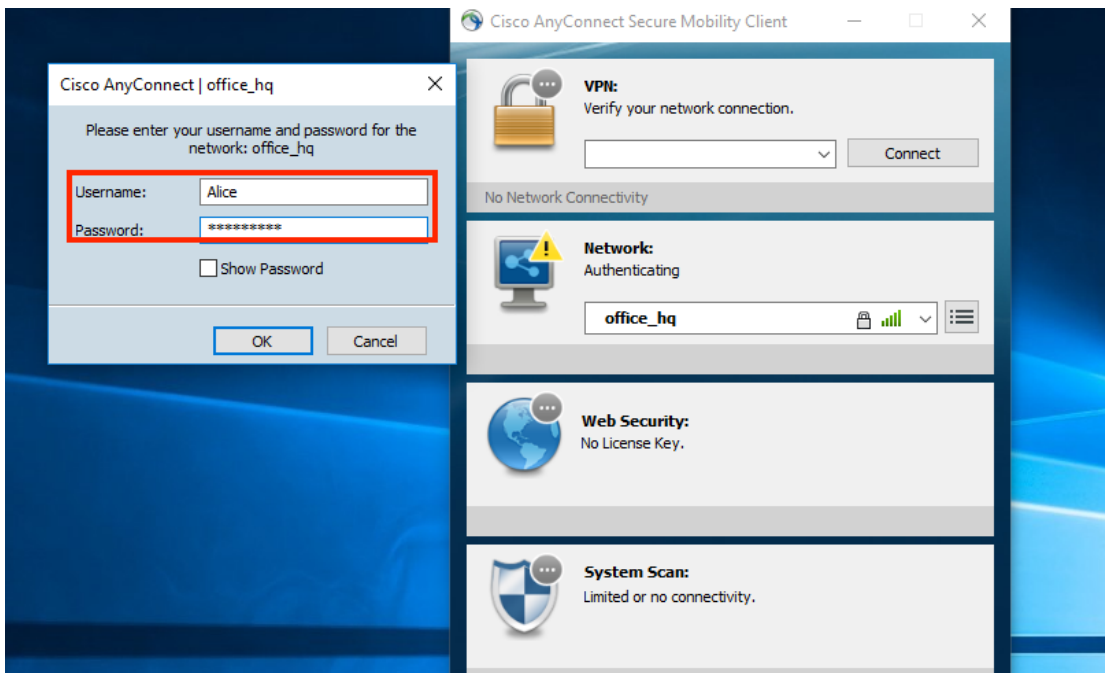 Cisco AnyConnect | office_hq
Please enter your username and password for the
network: office_hq
Username: Alice
Password: *********
Show Password
OK Cancel
Cisco AnyConnect Secure Mobility Client
VPN:
Verify your network connection.
Connect
No Network Connectivity
Network:
Authenticating
office_hq
Web Security:
No License Key.
System Scan:
Limited or no connectivity.